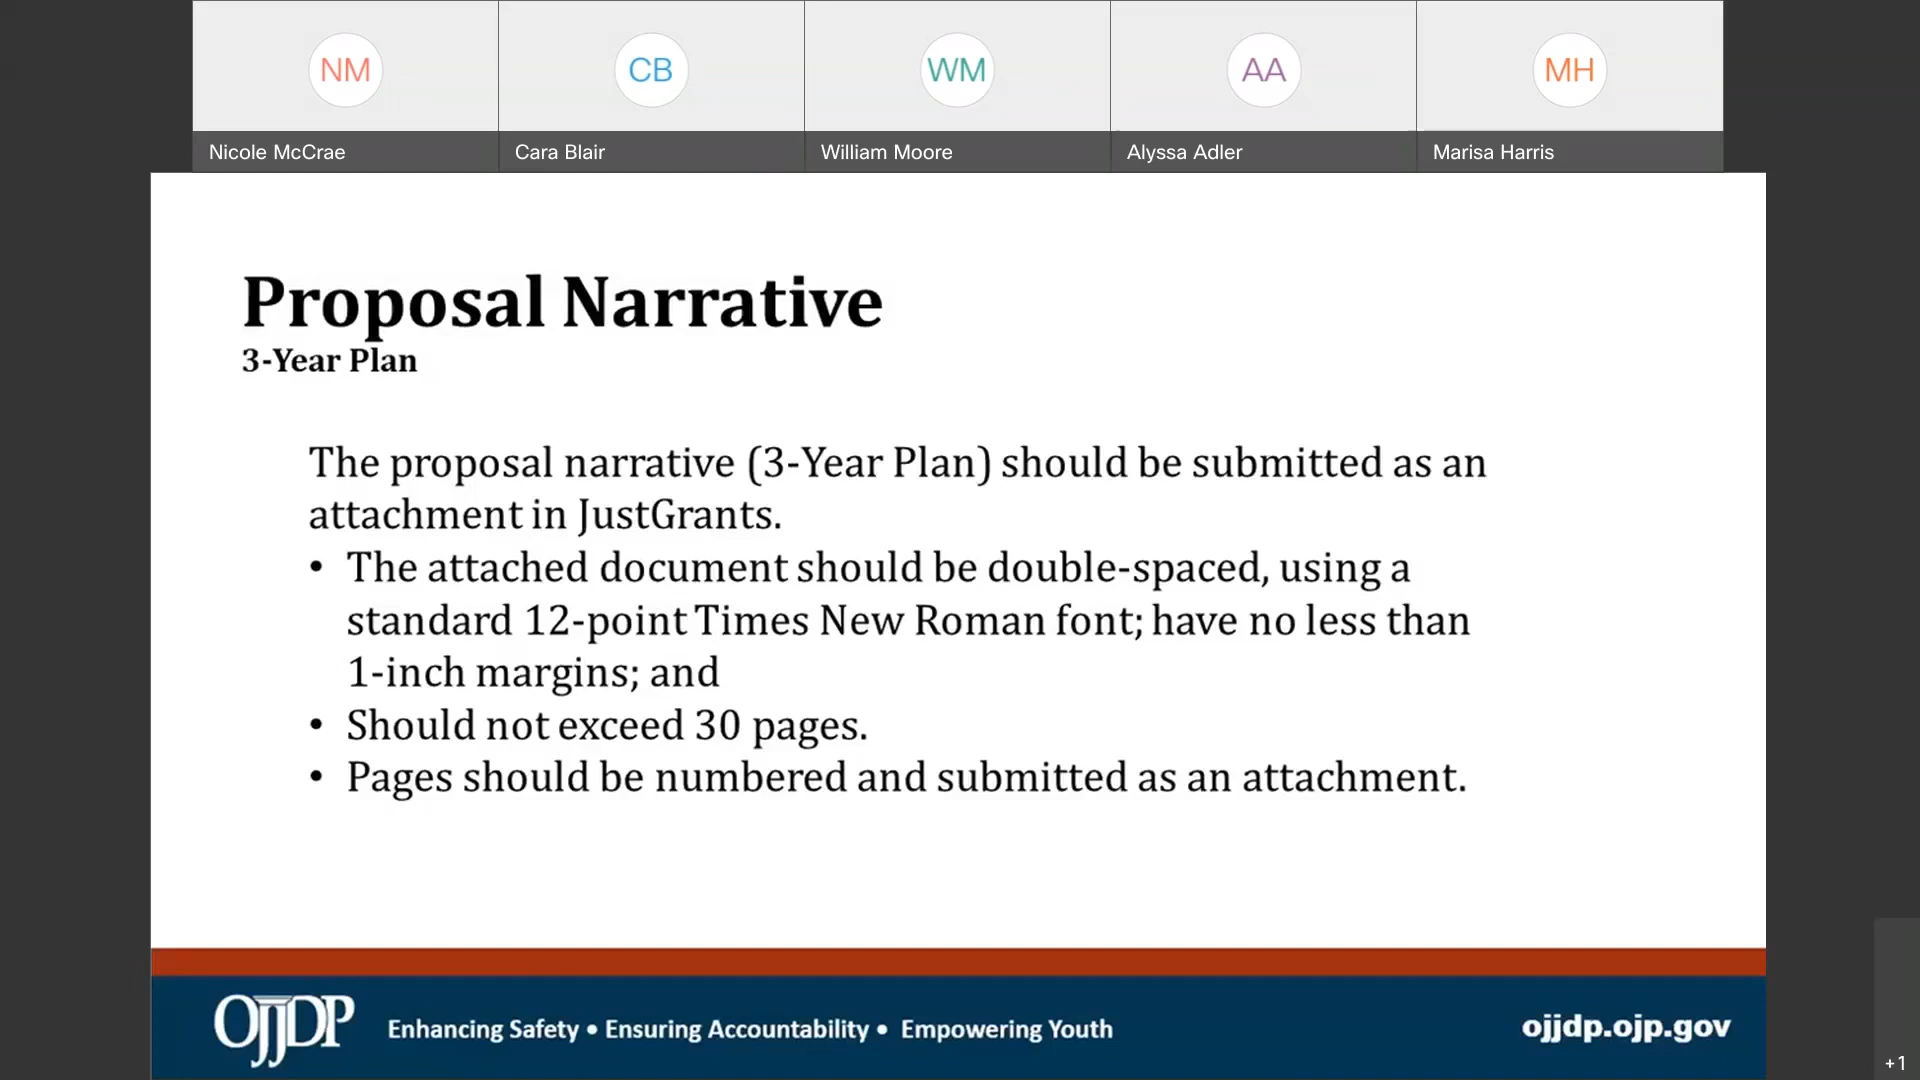 NM
CB
WM
AA
MH
Nicole McCrae
Cara Blair
William Moore
Alyssa Adler
Marisa Harris
Proposal Narrative
3-Year Plan
The proposal narrative (3-Year Plan) should be submitted as an
attachment in JustGrants.
• The attached document should be double-spaced, using a
standard 12-point Times New Roman font; have no less than
1-inch margins; and
• Should not exceed 30 pages.
• Pages should be numbered and submitted as an attachment.
OJJDP
Enhancing Safety • Ensuring Accountability • Empowering Youth
ojjdp.ojp.gov
+1